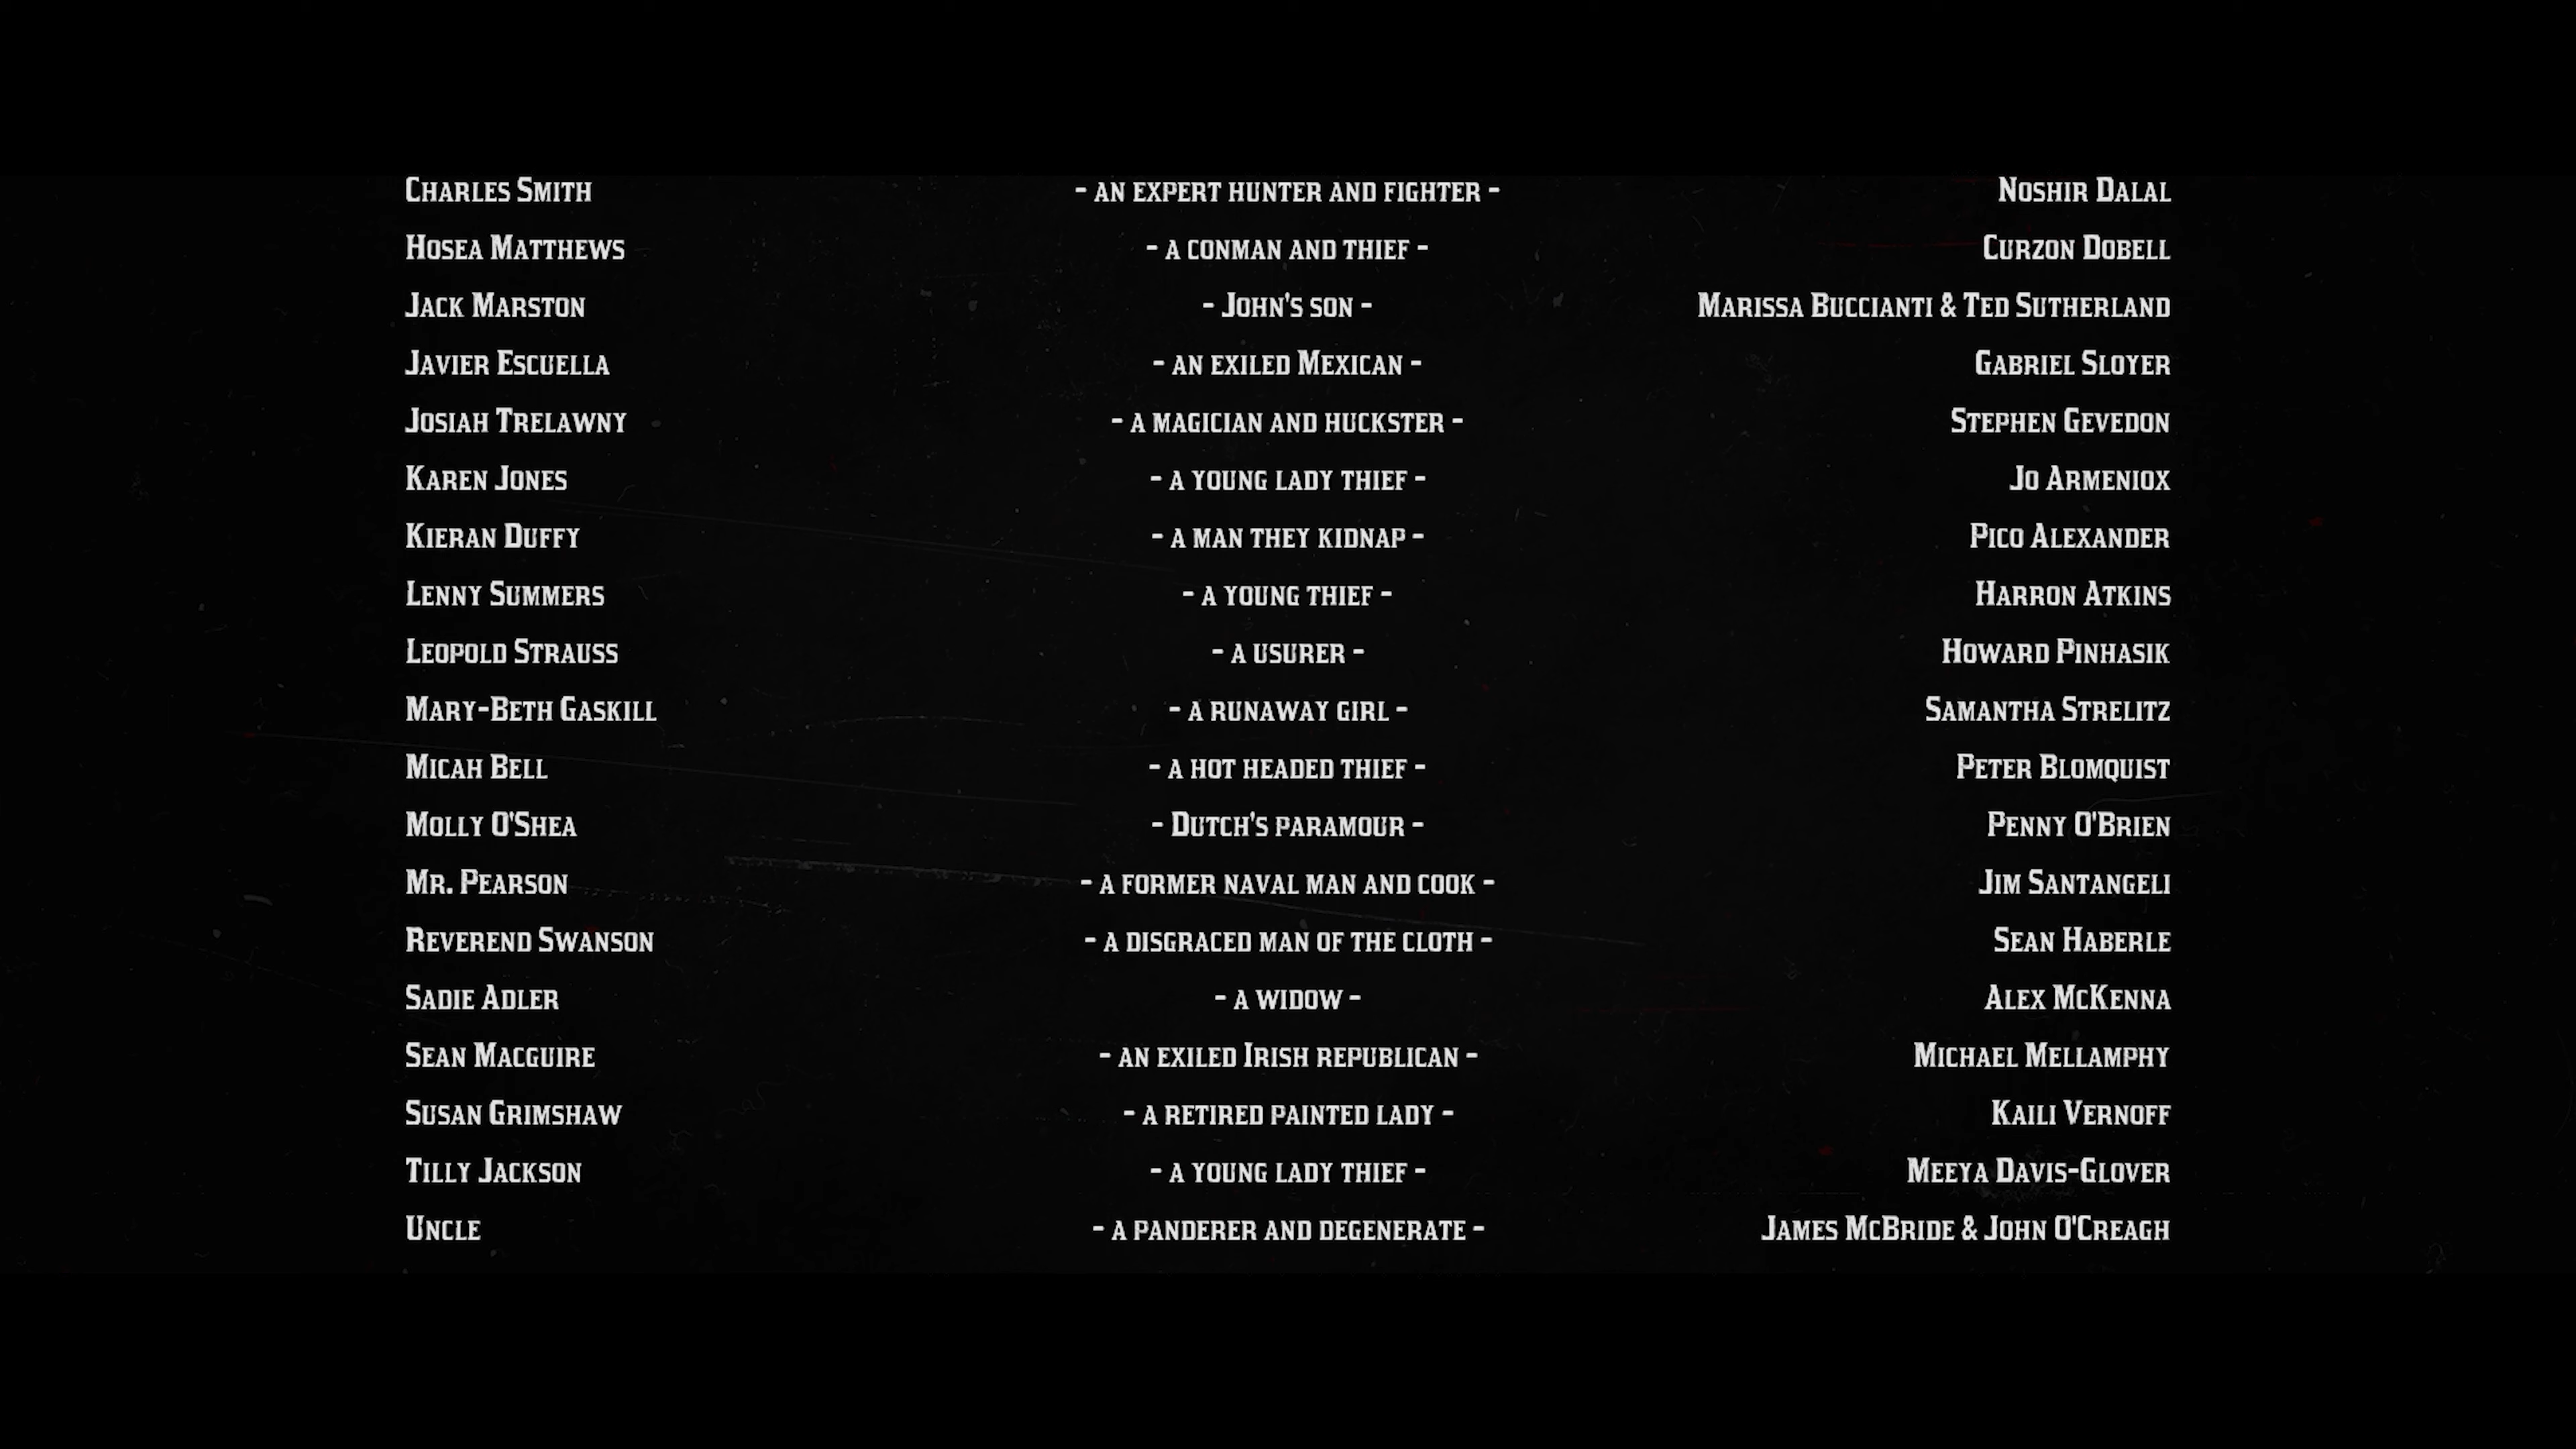 Charles Smith - an expert hunter and fighter - Noshir Dalal
Hosea Matthews - a conman and thief - Curzon Dobell
Jack Marston - John's son - Marissa Buccianti & Ted Sutherland
Javier Escuella - an exiled Mexican - Gabriel Sloyer
Josiah Trelawny - a magician and huckster - Stephen Gevedon
Karen Jones - a young lady thief - Jo Armeniox
Kieran Duffy - a man they kidnap - Pico Alexander
Lenny Summers - a young thief - Harron Atkins
Leopold Strauss - a usurer - Howard Pinhasik
Mary-Beth Gaskill - a runaway girl - Samantha Strelitz
Micah Bell - a hot headed thief - Peter Blomquist
Molly O'Shea - Dutch's paramour - Penny O'Brien
Mr. Pearson - a former naval man and cook - Jim Santangeli
Reverend Swanson - a disgraced man of the cloth - Sean Haberle
Sadie Adler - a widow - Alex McKenna
Sean Macguire - an exiled Irish republican - Michael Mellamphy
Susan Grimshaw - a retired painted lady - Kaili Vernoff
Tilly Jackson - a young lady thief - Meeya Davis-Glover
Uncle - a panderer and degenerate - James McBride & John O'Creagh